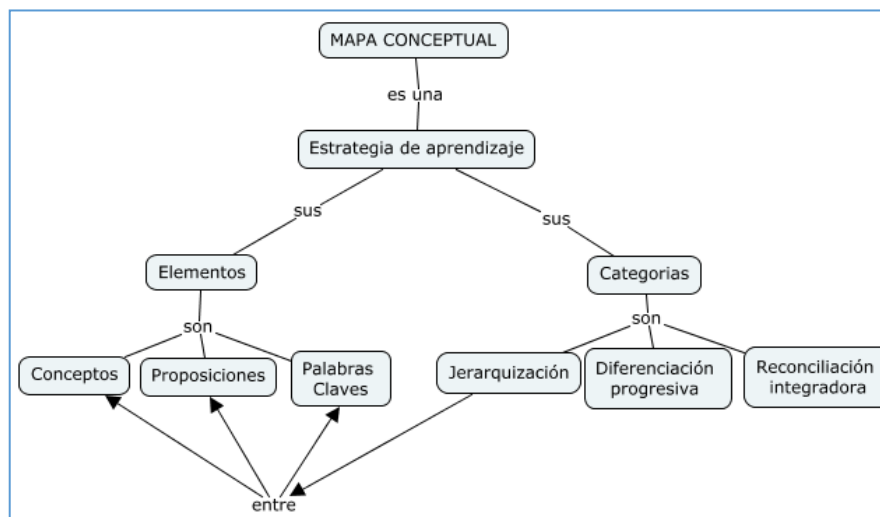 MAPA CONCEPTUAL
es una
Estrategia de aprendizaje
sus
sus
Elementos
Categorias
son
son
Conceptos
Proposiciones
Palabras
Claves
Jerarquización
Diferenciación
progresiva
Reconciliación
integradora
entre